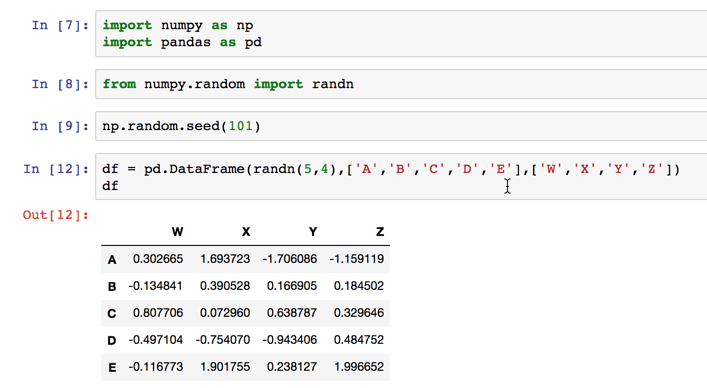 In [7]: import numpy as np
import pandas as pd
In [8]: from numpy.random import randn
In [9]: np.random.seed(101)
In [12]: df = pd.DataFrame(randn(5,4),['A','B','C','D','E'],['W','X','Y','Z'])
df
Out[12]:
W X Y Z
A 0.302665 1.693723 -1.706086 -1.159119
B -0.134841 0.390528 0.166905 0.184502
C 0.807706 0.072960 0.638787 0.329646
D -0.497104 -0.754070 -0.943406 0.484752
E -0.116773 1.901755 0.238127 1.996652